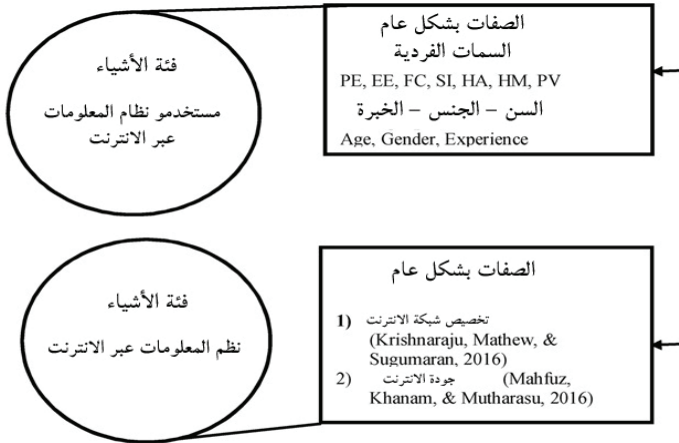 فئة الأشياء
مستخدمو نظام المعلومات
عبر الانترنت
الصفات بشكل عام
السمات الفردية
PE, EE, FC, SI, HA, HM, PV
السن – الجنس – الخبرة
Age, Gender, Experience
فئة الأشياء
نظم المعلومات عبر الانترنت
الصفات بشكل عام
1) تخصيص شبكة الانترنت
(Krishnaraju, Mathew, &
Sugumaran, 2016)
2) جودة الانترنت (Mahfuz,
Khanam, & Mutharasu, 2016)